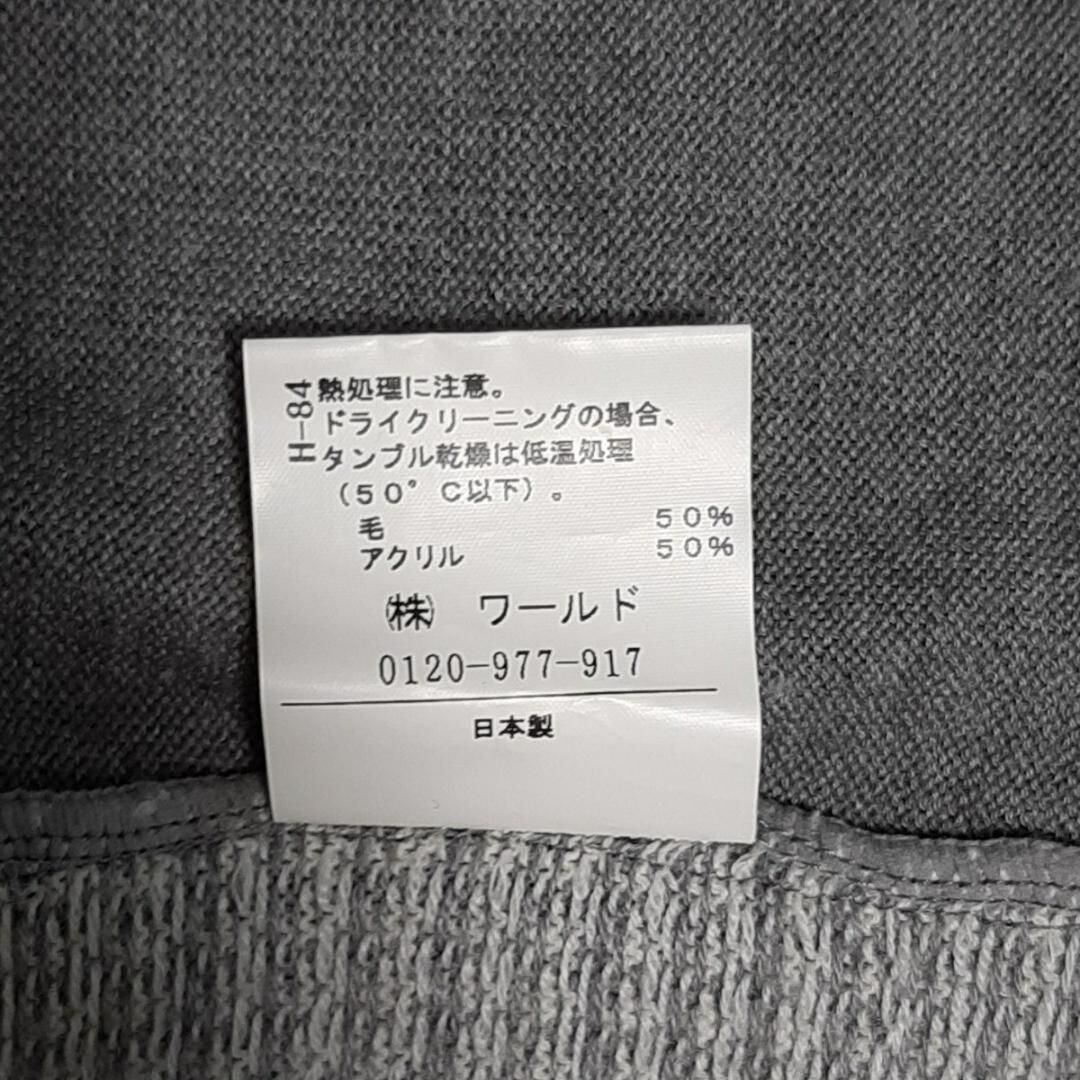 H-84
熱処理に注意。
ドライクリーニングの場合、
タンブル乾燥は低温処理
(50°C以下)。
毛 50%
アクリル 50%
㈱ ワールド
0120-977-917
日本製